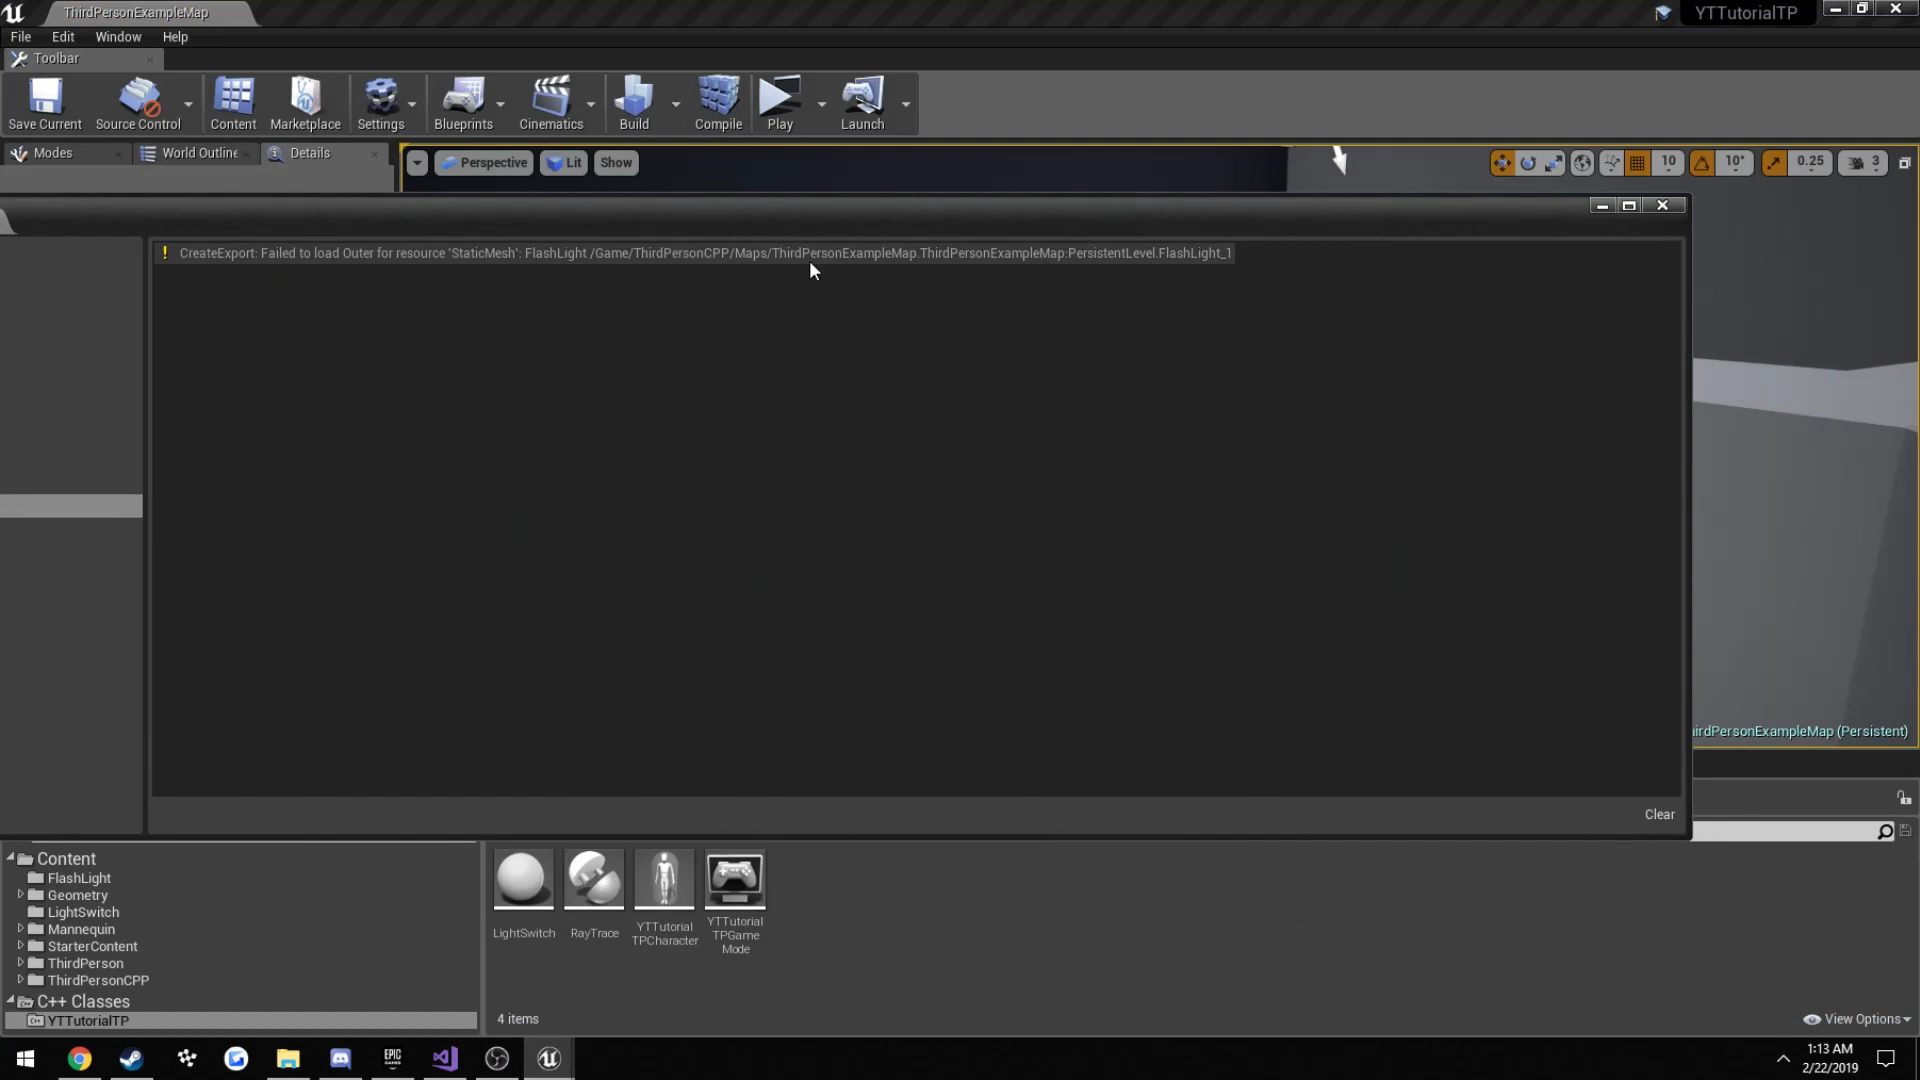 ThirdPersonExampleMap
YTTutorialTP
File Edit Window Help
Toolbar
Save Current Source Control Content Marketplace Settings Blueprints Cinematics Build Compile Play Launch
Modes World Outline Details
Perspective Lit Show
10 10° 0.25 3
CreateExport: Failed to load Outer for resource 'StaticMesh': FlashLight /Game/ThirdPersonCPP/Maps/ThirdPersonExampleMap.ThirdPersonExampleMap:PersistentLevel.FlashLight_1
irdPersonExampleMap (Persistent)
Clear
Content
FlashLight
Geometry
LightSwitch
Mannequin
StarterContent
ThirdPerson
ThirdPersonCPP
C++ Classes
YTTutorialTP
LightSwitch
RayTrace
YTTutorial
TPCharacter
YTTutorial
TPGame
Mode
4 items
View Options
EPIC
GAMES
1:13 AM
2/22/2019